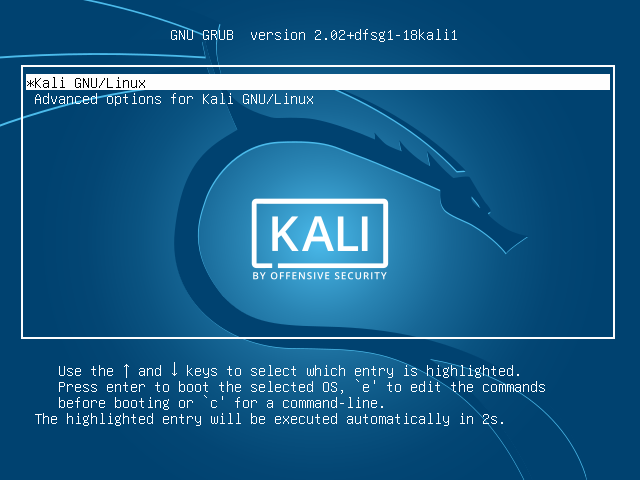 GNU GRUB  version 2.02+dfsg1-18kali1
*Kali GNU/Linux
Advanced options for Kali GNU/Linux
KALI
BY OFFENSIVE SECURITY
Use the ↑ and ↓ keys to select which entry is highlighted.
Press enter to boot the selected OS, `e' to edit the commands
before booting or `c' for a command-line.
The highlighted entry will be executed automatically in 2s.